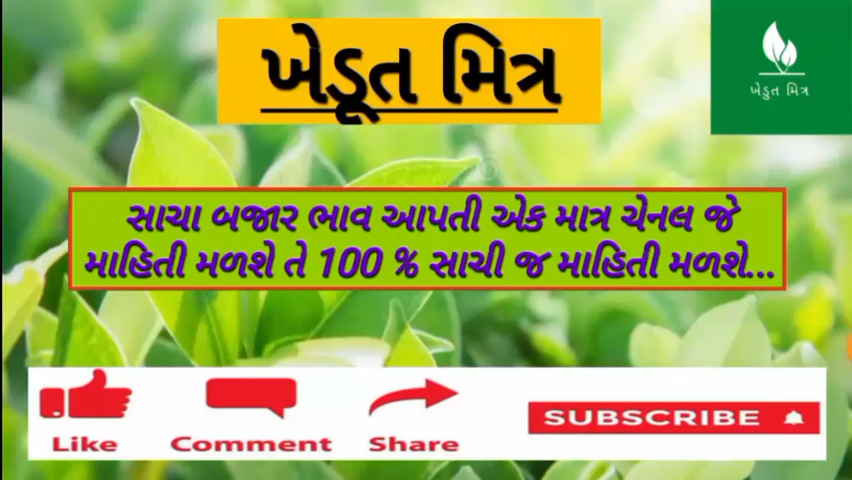 ખેડૂત મિત્ર
ખેડુત મિત્ર
સાચા બજાર ભાવ આપતી એક માત્ર ચેનલ જે
માહિતી મળશે તે 100 % સાચી જ માહિતી મળશે...
Like
Comment
Share
SUBSCRIBE